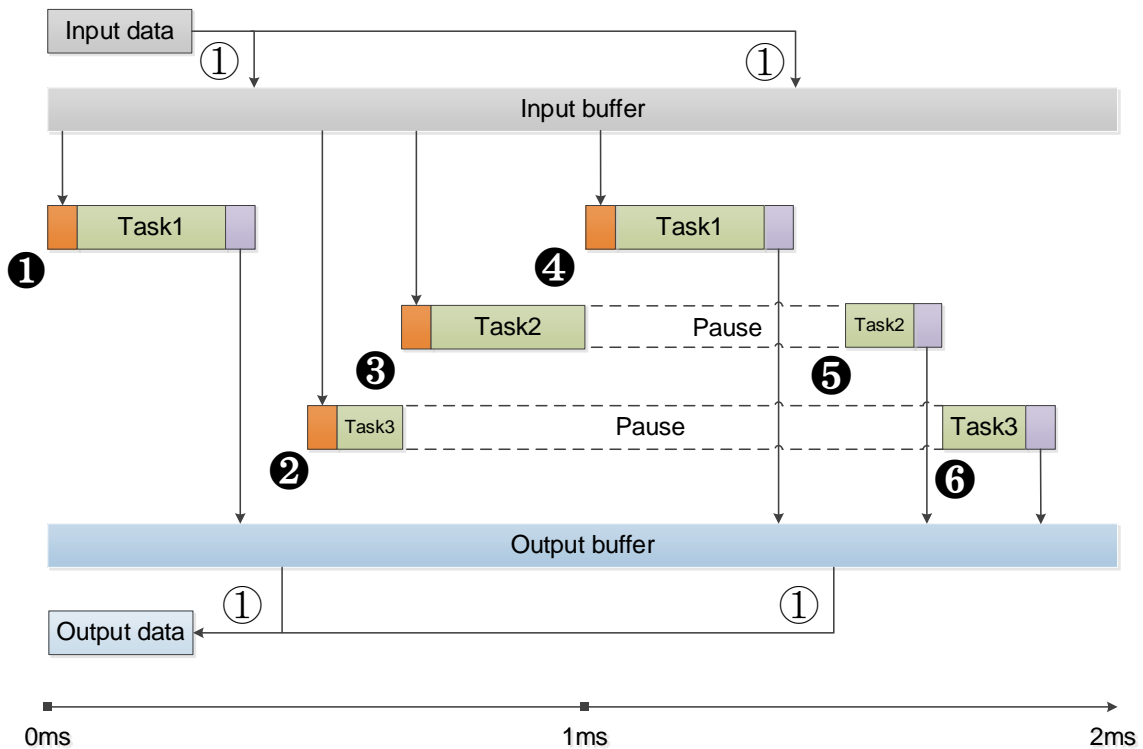 Input data
① ①
Input buffer
Task1 Task1
❶ ❹
Task2 Pause Task2
❸ ❺
Task3 Pause Task3
❷ ❻
Output buffer
① ①
Output data
0ms 1ms 2ms